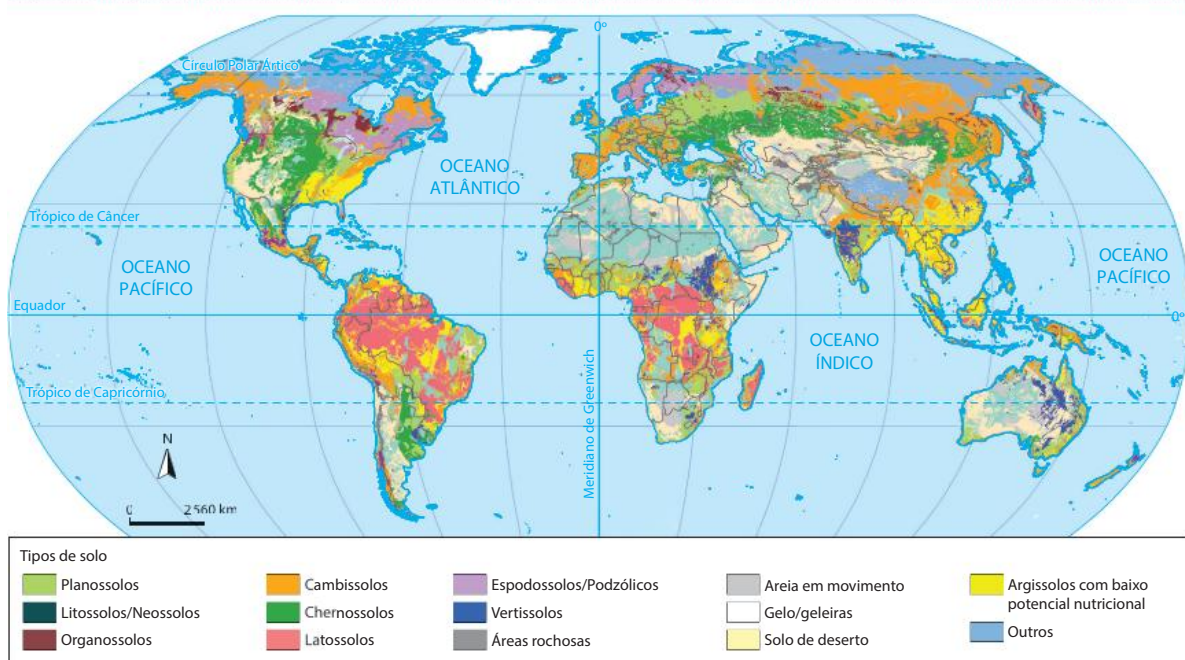 0º
Círculo Polar Ártico
OCEANO
ATLÂNTICO
Trópico de Câncer
OCEANO
PACÍFICO
OCEANO
PACÍFICO
Equador
0º
OCEANO
ÍNDICO
Trópico de Capricórnio
Meridiano de Greenwich
N
0
2 560 km
Tipos de solo
Planossolos
Litossolos/Neossolos
Organossolos
Cambissolos
Chernossolos
Latossolos
Espodossolos/Podzólicos
Vertissolos
Áreas rochosas
Areia em movimento
Gelo/geleiras
Solo de deserto
Argissolos com baixo
potencial nutricional
Outros